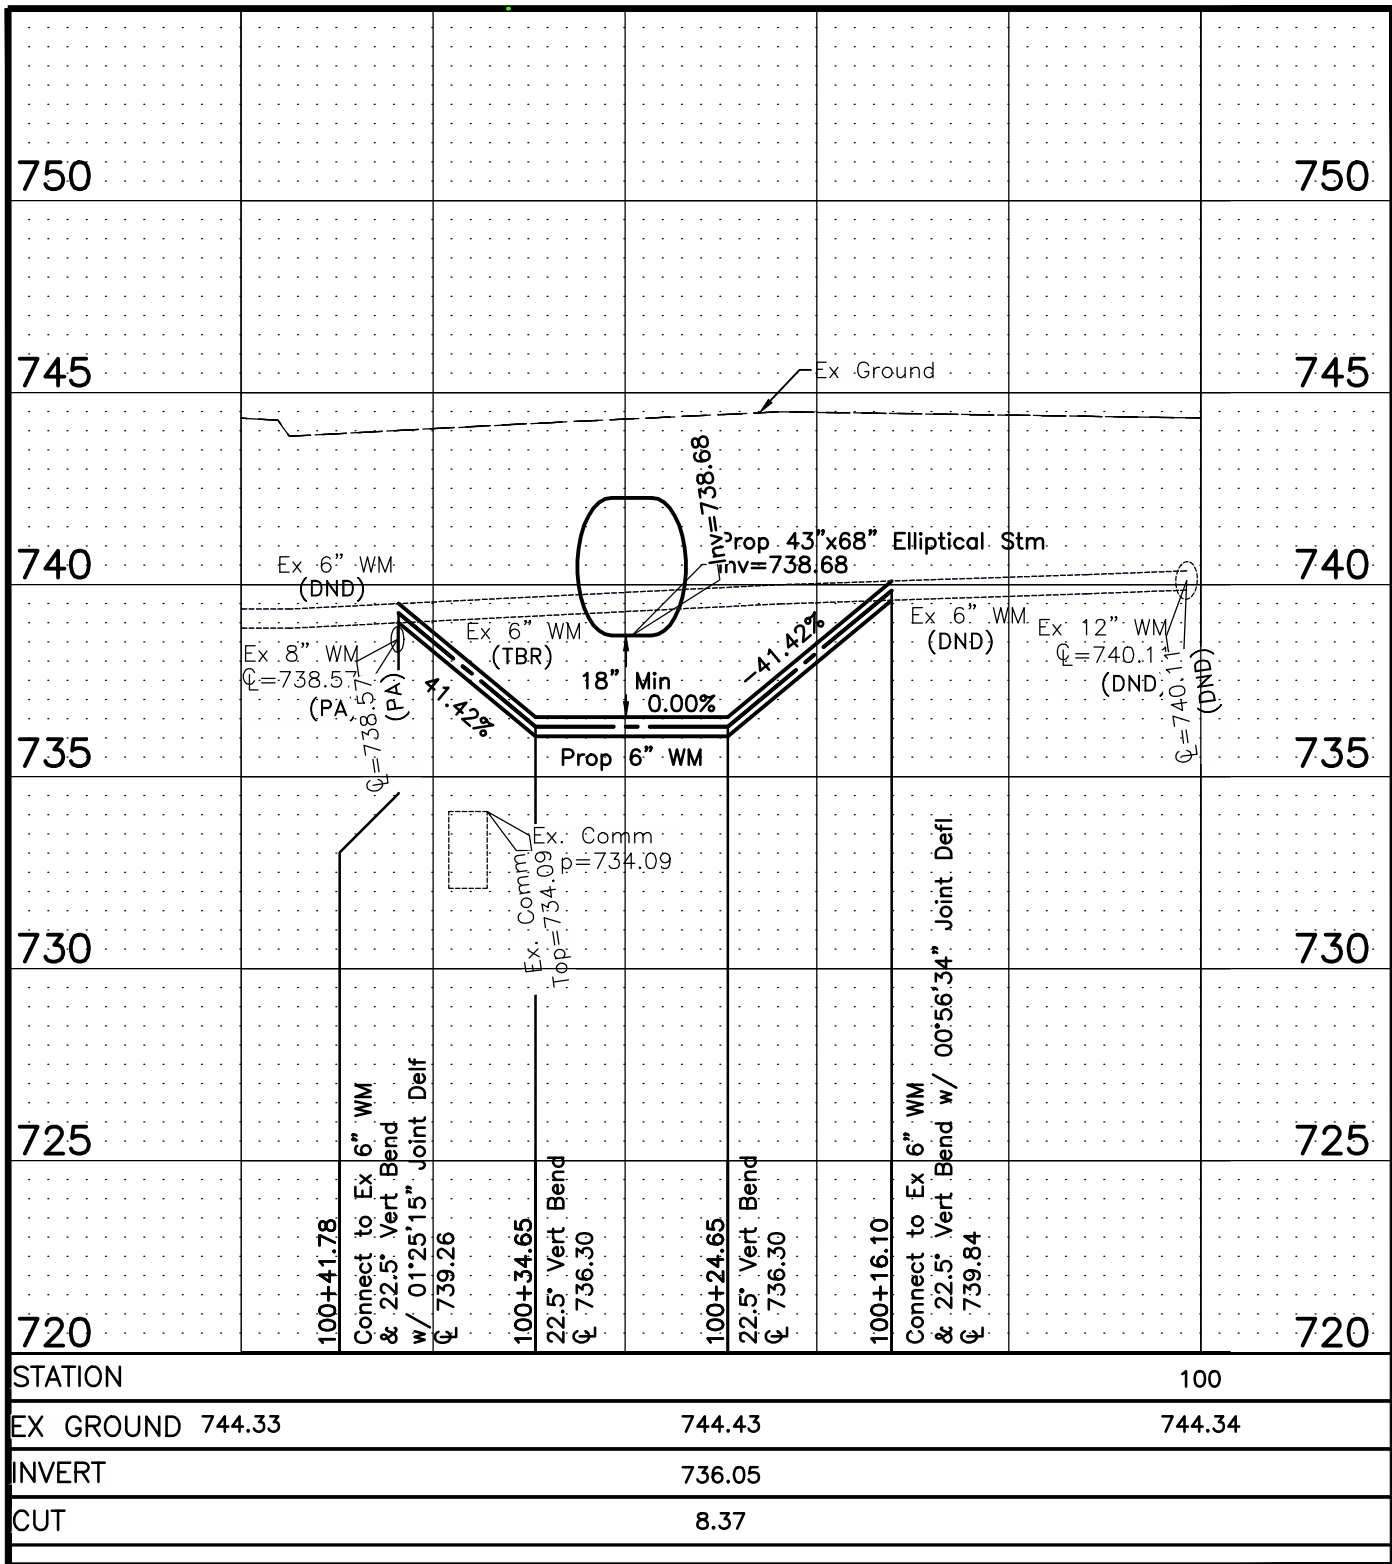 750
750
745
745
Ex Ground
Inv=738.68
Prop 43"x68" Elliptical Stm
Inv=738.68
740
740
Ex 6" WM
(DND)
Ex 6" WM
(TBR)
Ex 6" WM
(DND)
Ex 12" WM
℄=740.11
(DND)
℄=740.11
(DND)
Ex 8" WM
℄=738.57
(PA)
℄=738.57
(PA)
41.42%
18" Min
0.00%
-41.42%
Prop 6" WM
735
735
Ex. Comm
p=734.09
Ex. Comm
Top=734.09
730
730
725
725
100+41.78
Connect to Ex 6" WM
& 22.5° Vert Bend
w/ 01°25'15" Joint Delf
℄ 739.26
100+34.65
22.5° Vert Bend
℄ 736.30
100+24.65
22.5° Vert Bend
℄ 736.30
100+16.10
Connect to Ex 6" WM
& 22.5° Vert Bend w/ 00°56'34" Joint Defl
℄ 739.84
720
720
STATION 100
EX GROUND 744.33 744.43 744.34
INVERT 736.05
CUT 8.37